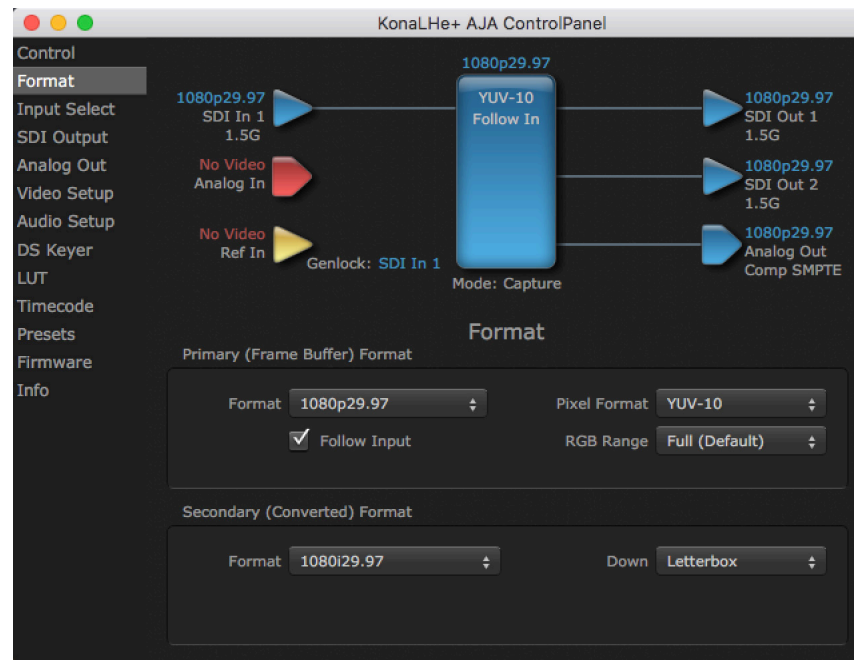 KonaLHe+ AJA ControlPanel
Control
Format
Input Select
SDI Output
Analog Out
Video Setup
Audio Setup
DS Keyer
LUT
Timecode
Presets
Firmware
Info
1080p29.97
1080p29.97
SDI In 1
1.5G
No Video
Analog In
No Video
Ref In
Genlock: SDI In 1
YUV-10
Follow In
Mode: Capture
1080p29.97
SDI Out 1
1.5G
1080p29.97
SDI Out 2
1.5G
1080p29.97
Analog Out
Comp SMPTE
Format
Primary (Frame Buffer) Format
Format 1080p29.97
Pixel Format YUV-10
Follow Input
RGB Range Full (Default)
Secondary (Converted) Format
Format 1080i29.97
Down Letterbox